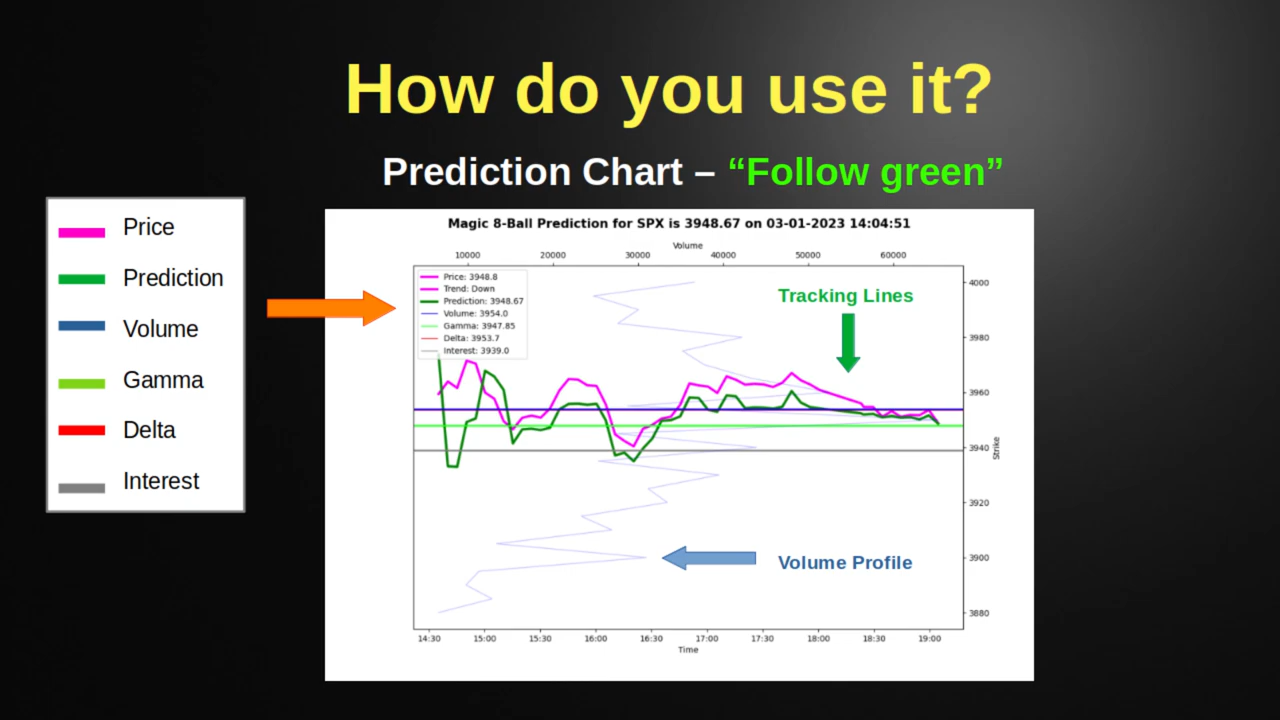 How do you use it?
Prediction Chart – “Follow green”
Price
Prediction
Volume
Gamma
Delta
Interest
Magic 8-Ball Prediction for SPX is 3948.67 on 03-01-2023 14:04:51
Volume
10000 20000 30000 40000 50000 60000
Price: 3948.8
Trend: Down
Prediction: 3948.67
Volume: 3954.0
Gamma: 3947.85
Delta: 3953.7
Interest: 3939.0
Tracking Lines
Volume Profile
4000
3980
3960
3940
3920
3900
3880
Strike
14:30 15:00 15:30 16:00 16:30 17:00 17:30 18:00 18:30 19:00
Time